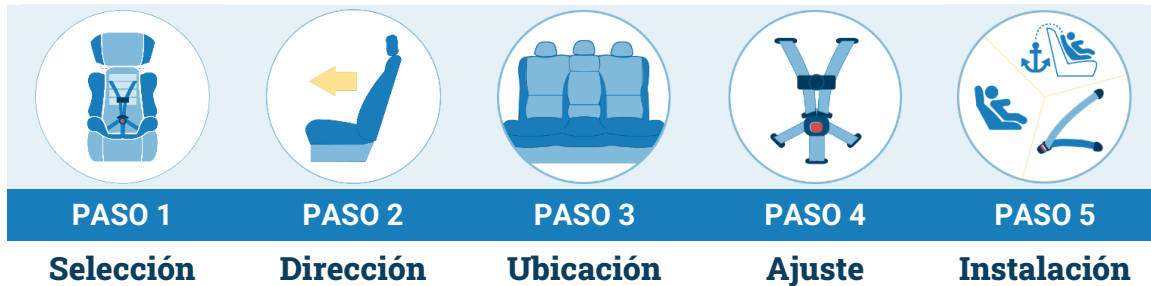 PASO 1 PASO 2 PASO 3 PASO 4 PASO 5
Selección Dirección Ubicación Ajuste Instalación